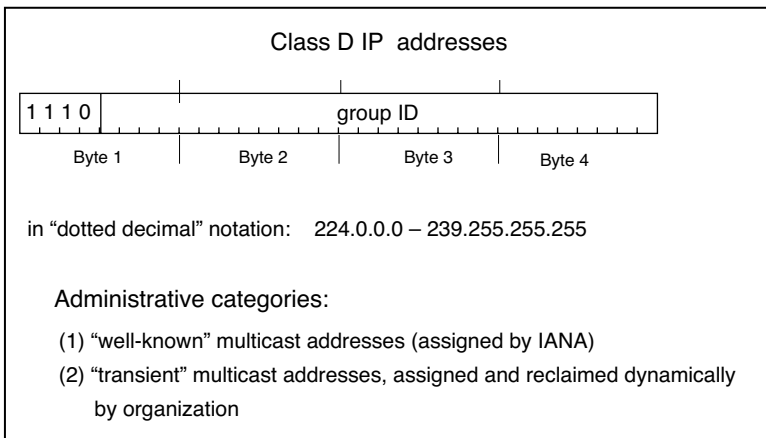 Class D IP addresses
1 1 1 0 group ID
Byte 1 Byte 2 Byte 3 Byte 4
in “dotted decimal” notation: 224.0.0.0 – 239.255.255.255
Administrative categories:
(1) “well-known” multicast addresses (assigned by IANA)
(2) “transient” multicast addresses, assigned and reclaimed dynamically
by organization